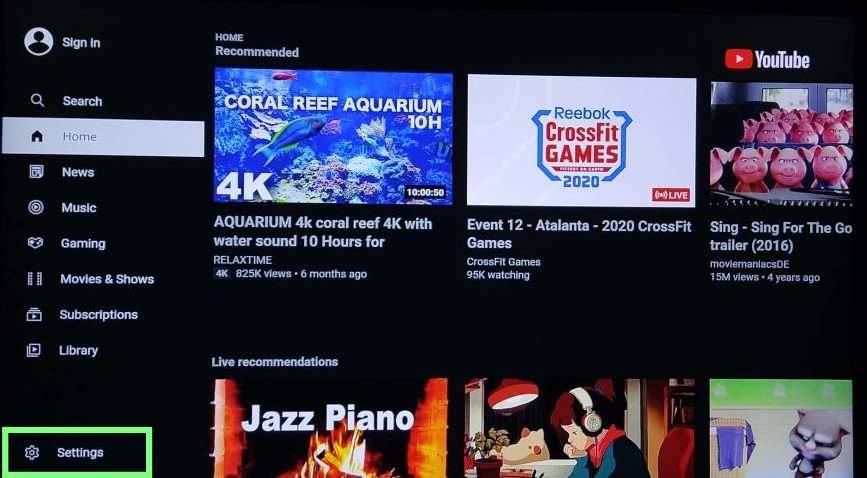 Sign in
Search
Home
News
Music
Gaming
Movies & Shows
Subscriptions
Library
Settings
HOME
Recommended
YouTube
CORAL REEF AQUARIUM
10H
4K
10:00:50
AQUARIUM 4k coral reef 4K with
water sound 10 Hours for
RELAXTIME
4K 825K views • 6 months ago
Reebok
CrossFit
GAMES
FITTEST ON EARTH
2020
LIVE
Event 12 - Atalanta - 2020 CrossFit
Games
CrossFit Games
95K watching
Sing - Sing For The Go
trailer (2016)
moviemaniacsDE
15M views • 4 years ago
Live recommendations
Jazz Piano